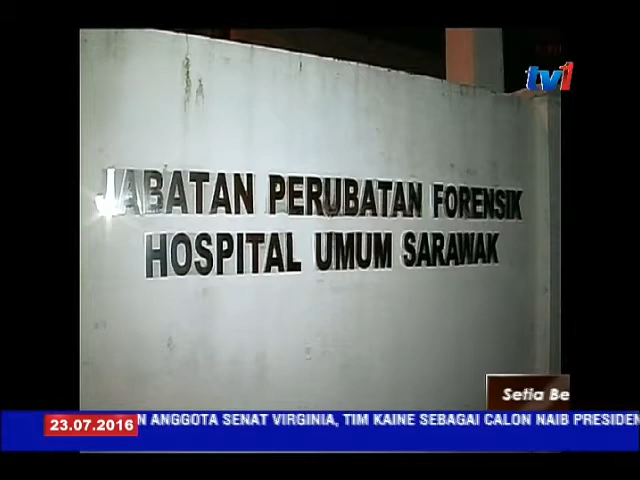 tv1
JABATAN PERUBATAN FORENSIK
HOSPITAL UMUM SARAWAK
Setia Be
23.07.2016
N ANGGOTA SENAT VIRGINIA, TIM KAINE SEBAGAI CALON NAIB PRESIDEN